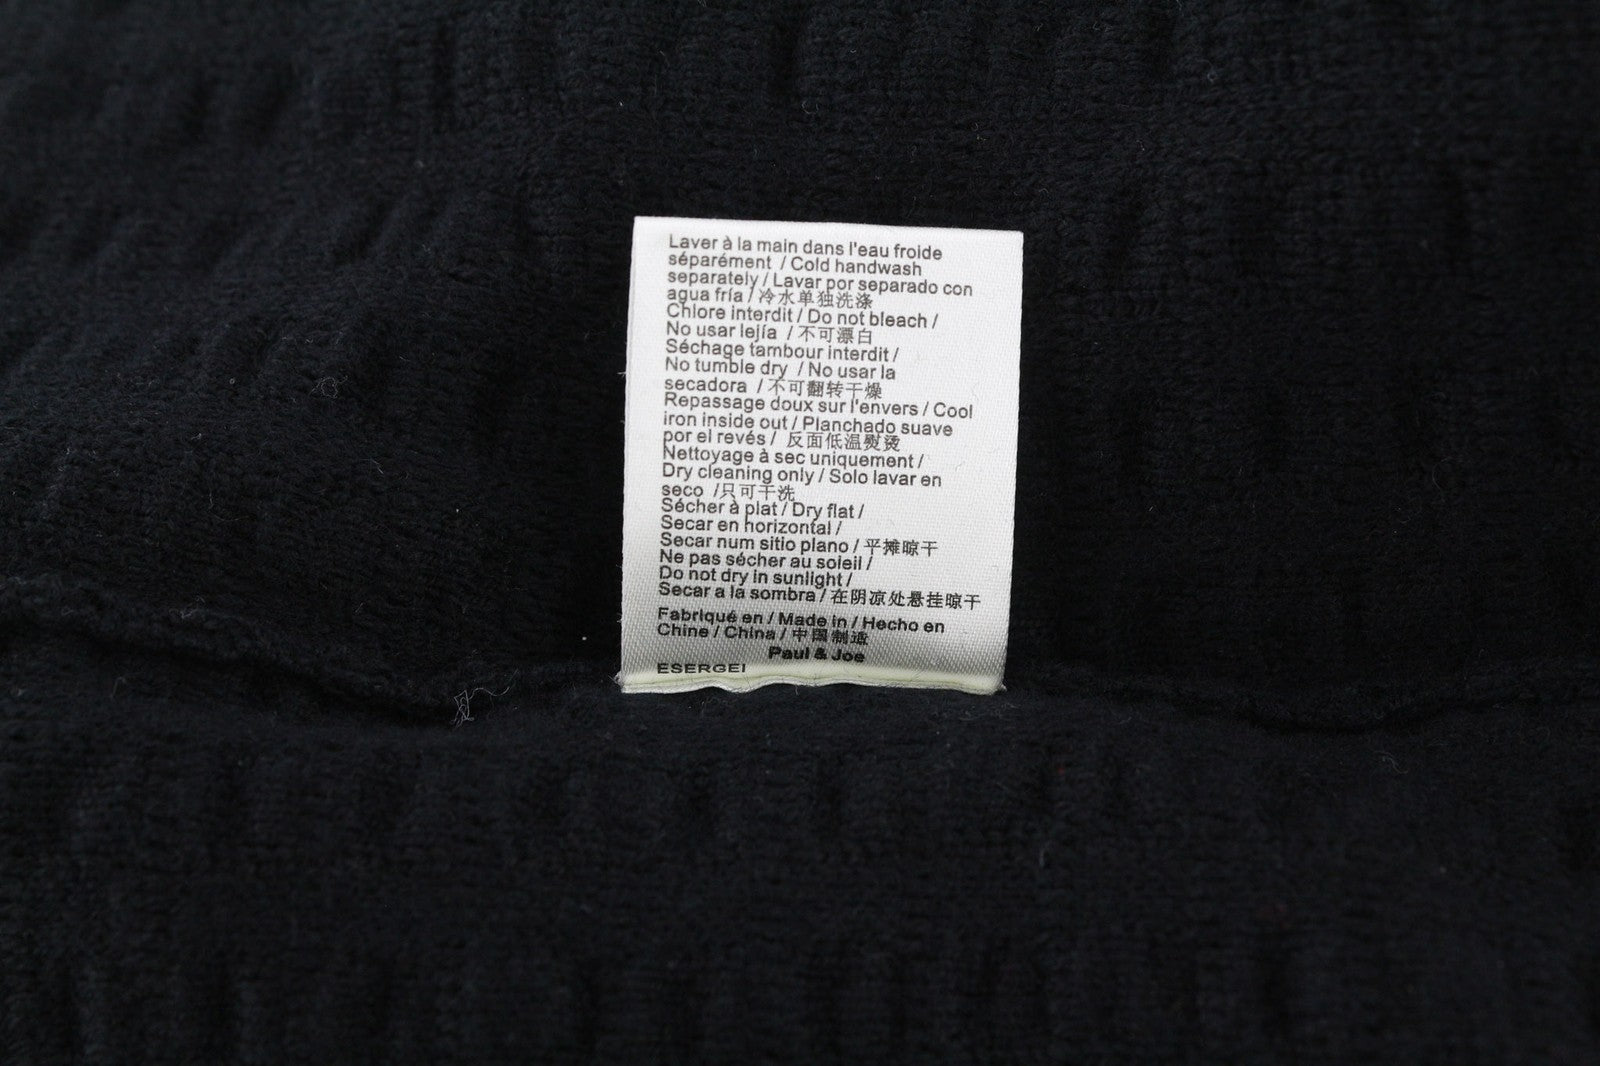 Laver à la main dans l'eau froide
séparément / Cold handwash
separately / Lavar por separado con
agua fría / 冷水单独洗涤
Chlore interdit / Do not bleach /
No usar lejía / 不可漂白
Séchage tambour interdit /
No tumble dry / No usar la
secadora / 不可翻转干燥
Repassage doux sur l'envers / Cool
iron inside out / Planchado suave
por el revés / 反面低温熨烫
Nettoyage à sec uniquement /
Dry cleaning only / Solo lavar en
seco /只可干洗
Sécher à plat / Dry flat /
Secar en horizontal /
Secar num sitio plano / 平摊晾干
Ne pas sécher au soleil /
Do not dry in sunlight /
Secar a la sombra / 在阴凉处悬挂晾干
Fabriqué en / Made in / Hecho en
Chine / China / 中国制造
Paul & Joe
ESERGEI